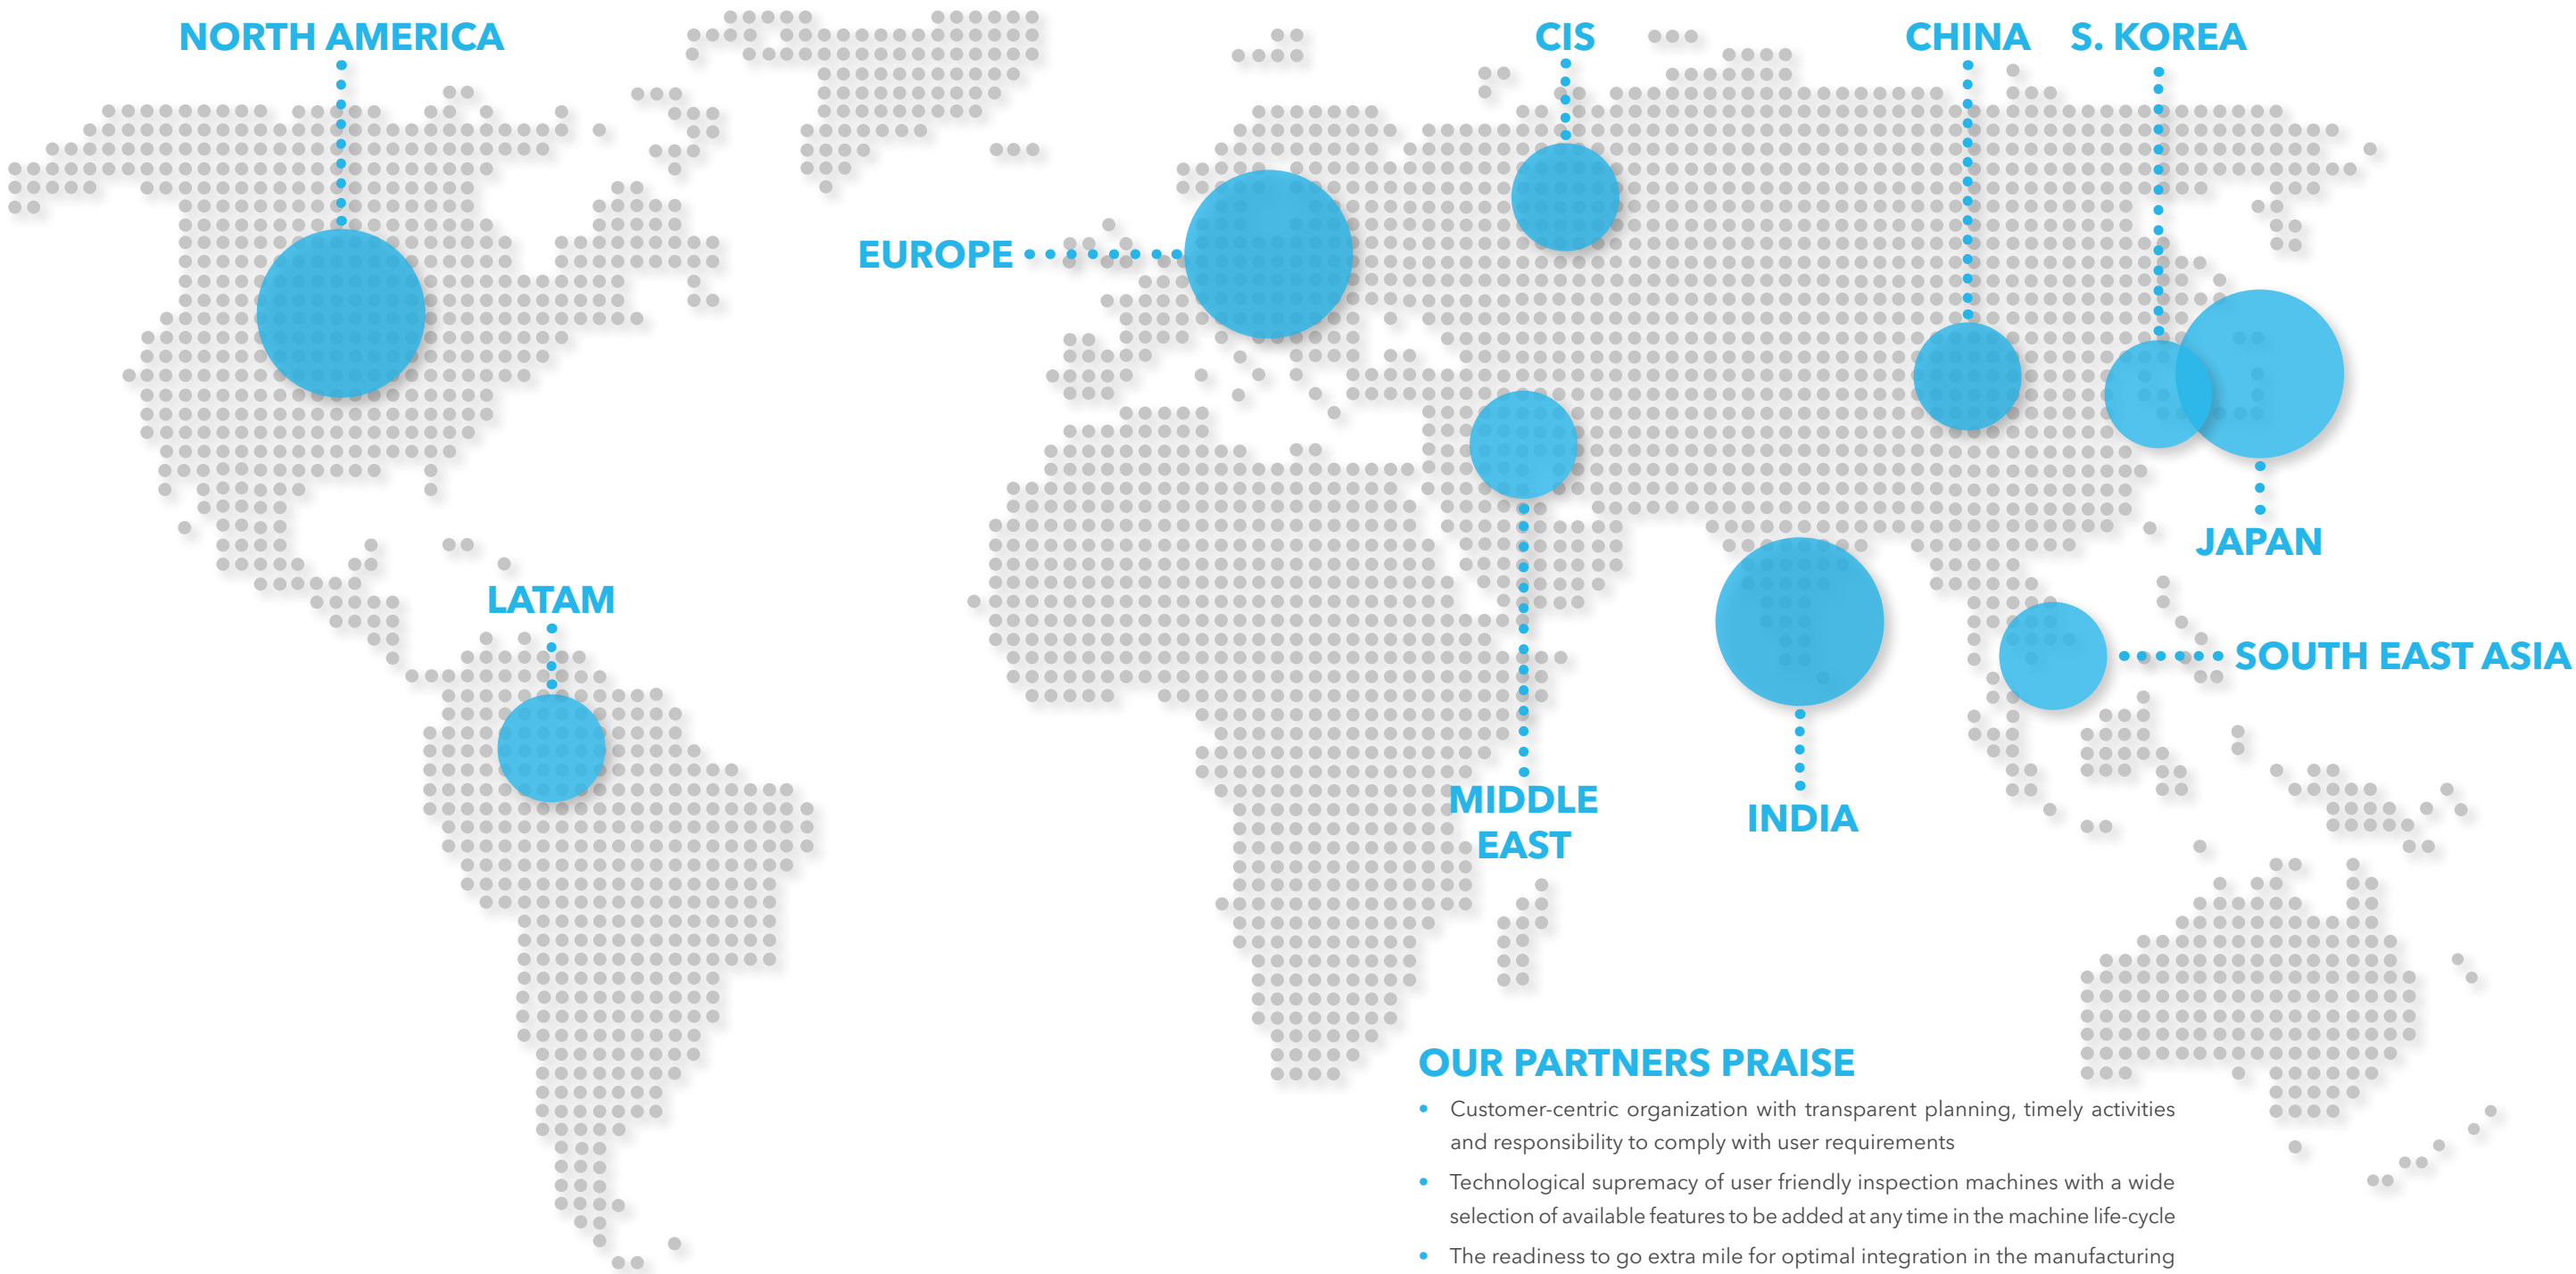 NORTH AMERICA
CIS
CHINA
S. KOREA
EUROPE
JAPAN
LATAM
SOUTH EAST ASIA
MIDDLE
EAST
INDIA
OUR PARTNERS PRAISE
• Customer-centric organization with transparent planning, timely activities
and responsibility to comply with user requirements
• Technological supremacy of user friendly inspection machines with a wide
selection of available features to be added at any time in the machine life-cycle
• The readiness to go extra mile for optimal integration in the manufacturing